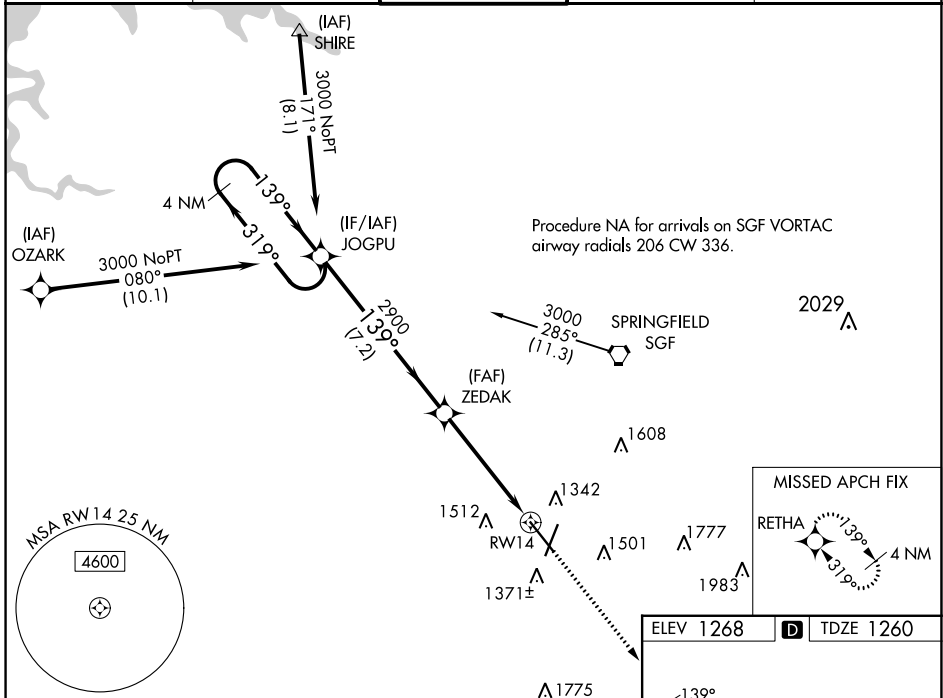 (IAF)
SHIRE
3000 NoPT
171°
(8.1)
4 NM
139°
319°
(IF/IAF)
JOGPU
(IAF)
OZARK
3000 NoPT
080°
(10.1)
Procedure NA for arrivals on SGF VORTAC
airway radials 206 CW 336.
2900
139°
(7.2)
3000
285°
(11.3)
SPRINGFIELD
SGF
2029
(FAF)
ZEDAK
1608
1342
1512
RW14
1501
1777
1371±
1983
MISSED APCH FIX
RETHA
139°
319°
4 NM
MSA RW14 25 NM
4600
ELEV 1268
D
TDZE 1260
1775
139°